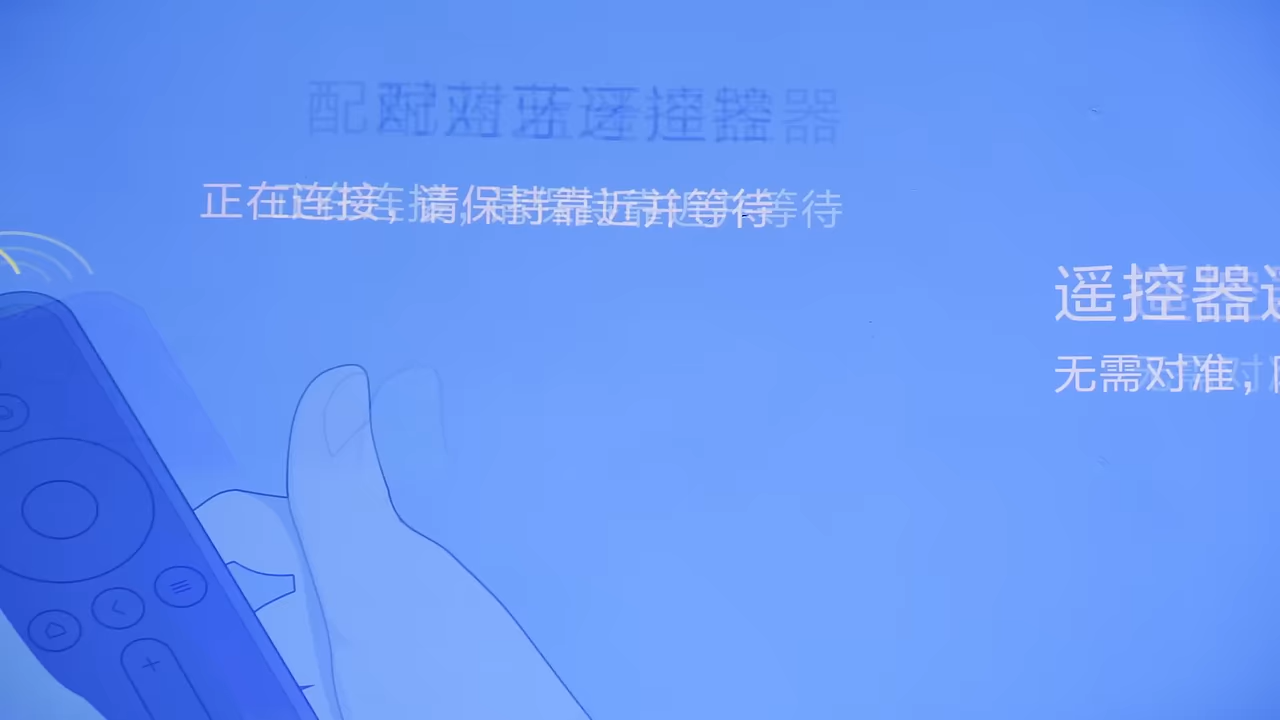 配对蓝牙遥控器
正在连接,请保持靠近并等待
遥控器
无需对准,